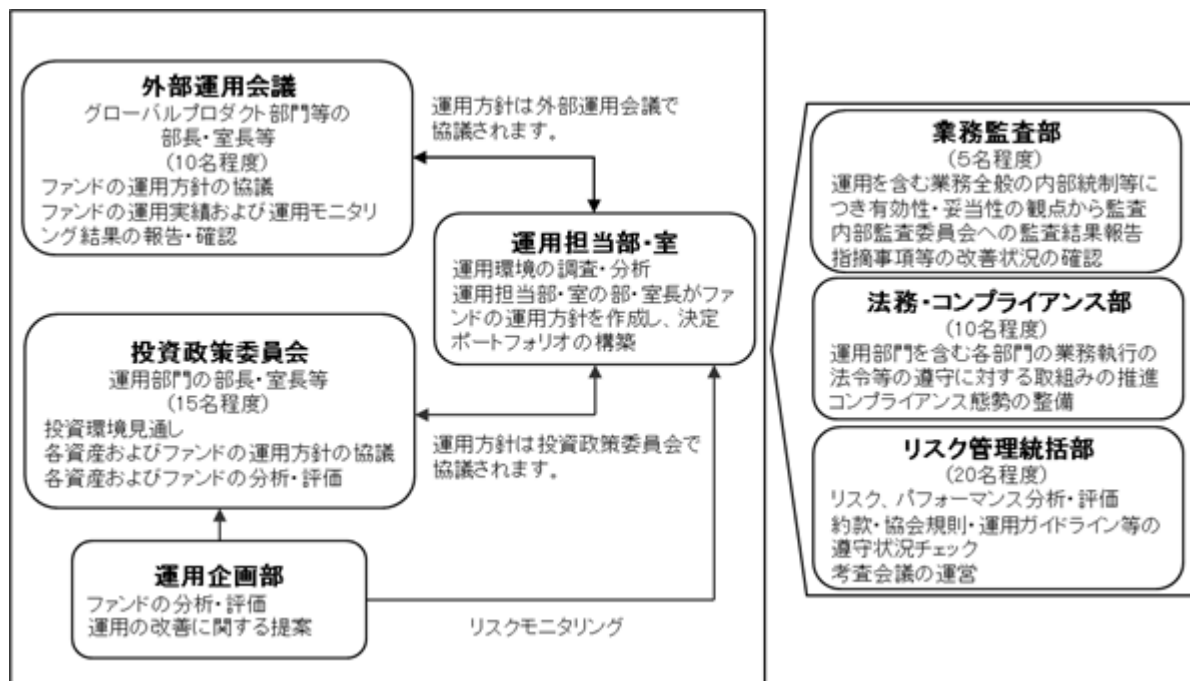 外部運用会議
グローバルプロダクト部門等の
部長・室長等
(10名程度)
ファンドの運用方針の協議
ファンドの運用実績および運用モニタリ
ング結果の報告・確認
運用方針は外部運用会議で
協議されます。
運用担当部・室
運用環境の調査・分析
運用担当部・室の部・室長がファ
ンドの運用方針を作成し、決定
ポートフォリオの構築
投資政策委員会
運用部門の部長・室長等
(15名程度)
投資環境見通し
各資産およびファンドの運用方針の協議
各資産およびファンドの分析・評価
運用方針は投資政策委員会で
協議されます。
運用企画部
ファンドの分析・評価
運用の改善に関する提案
リスクモニタリング
業務監査部
(5名程度)
運用を含む業務全般の内部統制等に
つき有効性・妥当性の観点から監査
内部監査委員会への監査結果報告
指摘事項等の改善状況の確認
法務・コンプライアンス部
(10名程度)
運用部門を含む各部門の業務執行の
法令等の遵守に対する取組みの推進
コンプライアンス態勢の整備
リスク管理統括部
(20名程度)
リスク、パフォーマンス分析・評価
約款・協会規則・運用ガイドライン等の
遵守状況チェック
考査会議の運営